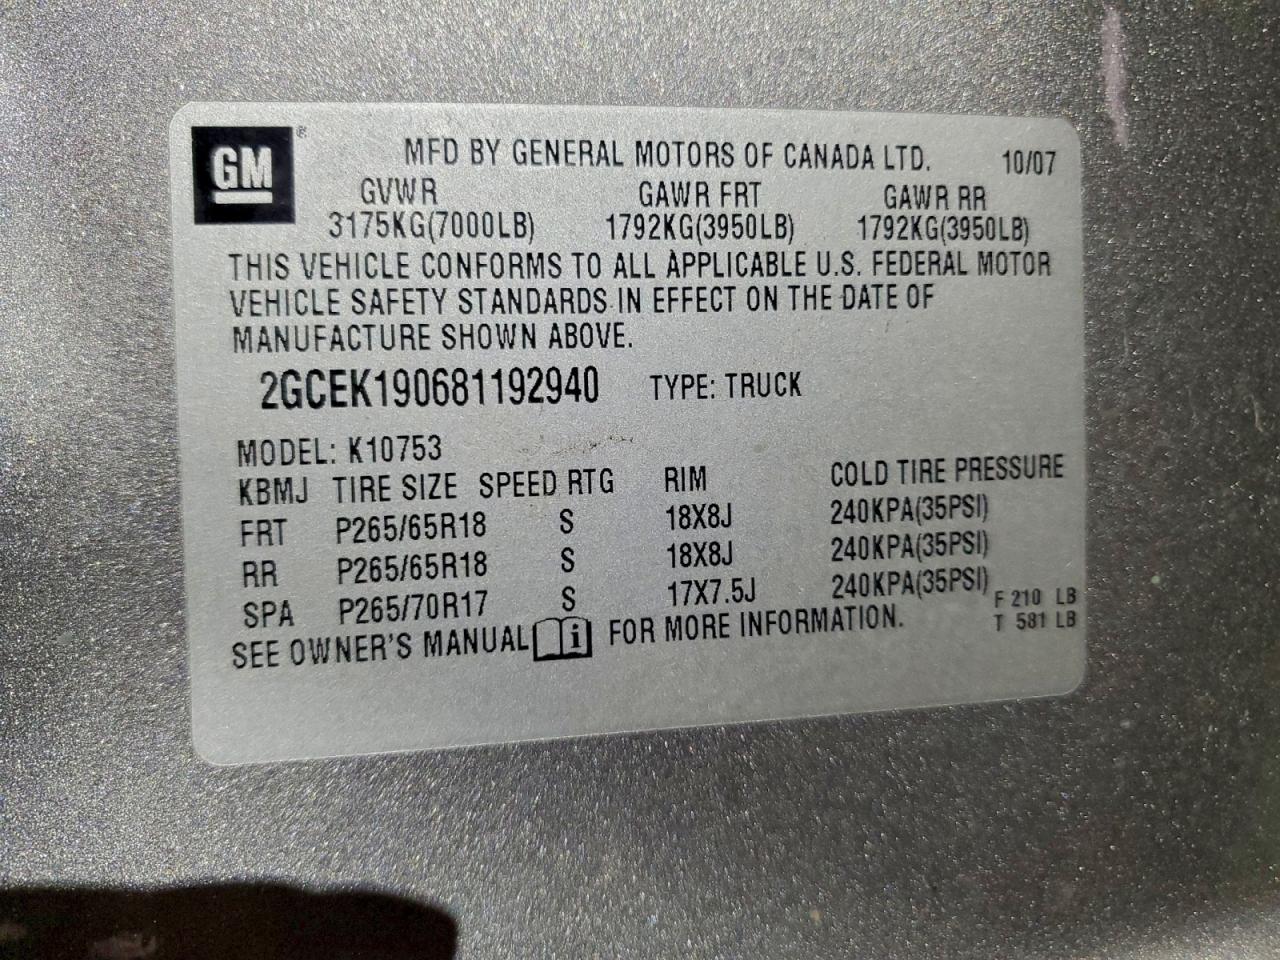 GM ®
MFD BY GENERAL MOTORS OF CANADA LTD. 10/07
GVWR GAWR FRT GAWR RR
3175KG(7000LB) 1792KG(3950LB) 1792KG(3950LB)
THIS VEHICLE CONFORMS TO ALL APPLICABLE U.S. FEDERAL MOTOR
VEHICLE SAFETY STANDARDS IN EFFECT ON THE DATE OF
MANUFACTURE SHOWN ABOVE.
2GCEK190681192940 TYPE: TRUCK
MODEL: K10753
KBMJ TIRE SIZE SPEED RTG RIM COLD TIRE PRESSURE
FRT P265/65R18 S 18X8J 240KPA(35PSI)
RR P265/65R18 S 18X8J 240KPA(35PSI)
SPA P265/70R17 S 17X7.5J 240KPA(35PSI)
F 210 LB
T 581 LB
SEE OWNER'S MANUAL i FOR MORE INFORMATION.